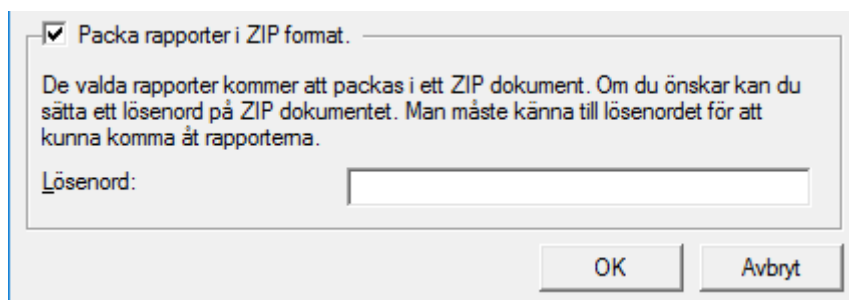 Packa rapporter i ZIP format.
De valda rapporter kommer att packas i ett ZIP dokument. Om du önskar kan du
sätta ett lösenord på ZIP dokumentet. Man måste känna till lösenordet för att
kunna komma åt rapporterna.
Lösenord:
OK Avbryt